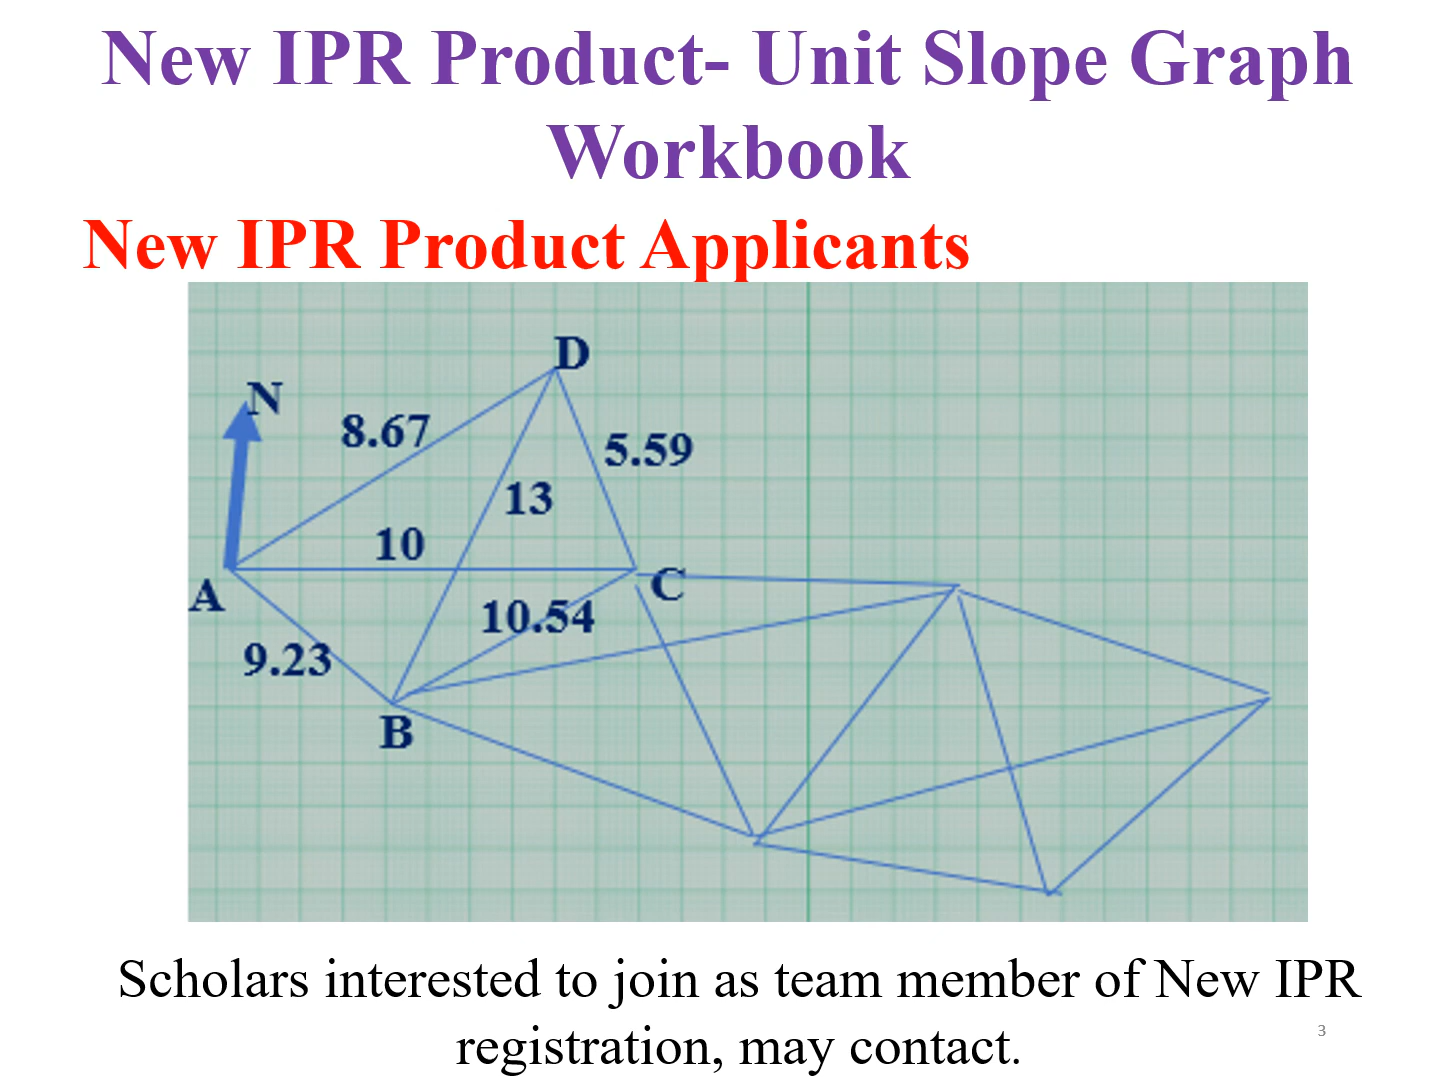 New IPR Product- Unit Slope Graph
Workbook
New IPR Product Applicants
D
N
8.67
5.59
13
10
A
C
10.54
9.23
B
Scholars interested to join as team member of New IPR
registration, may contact.
3